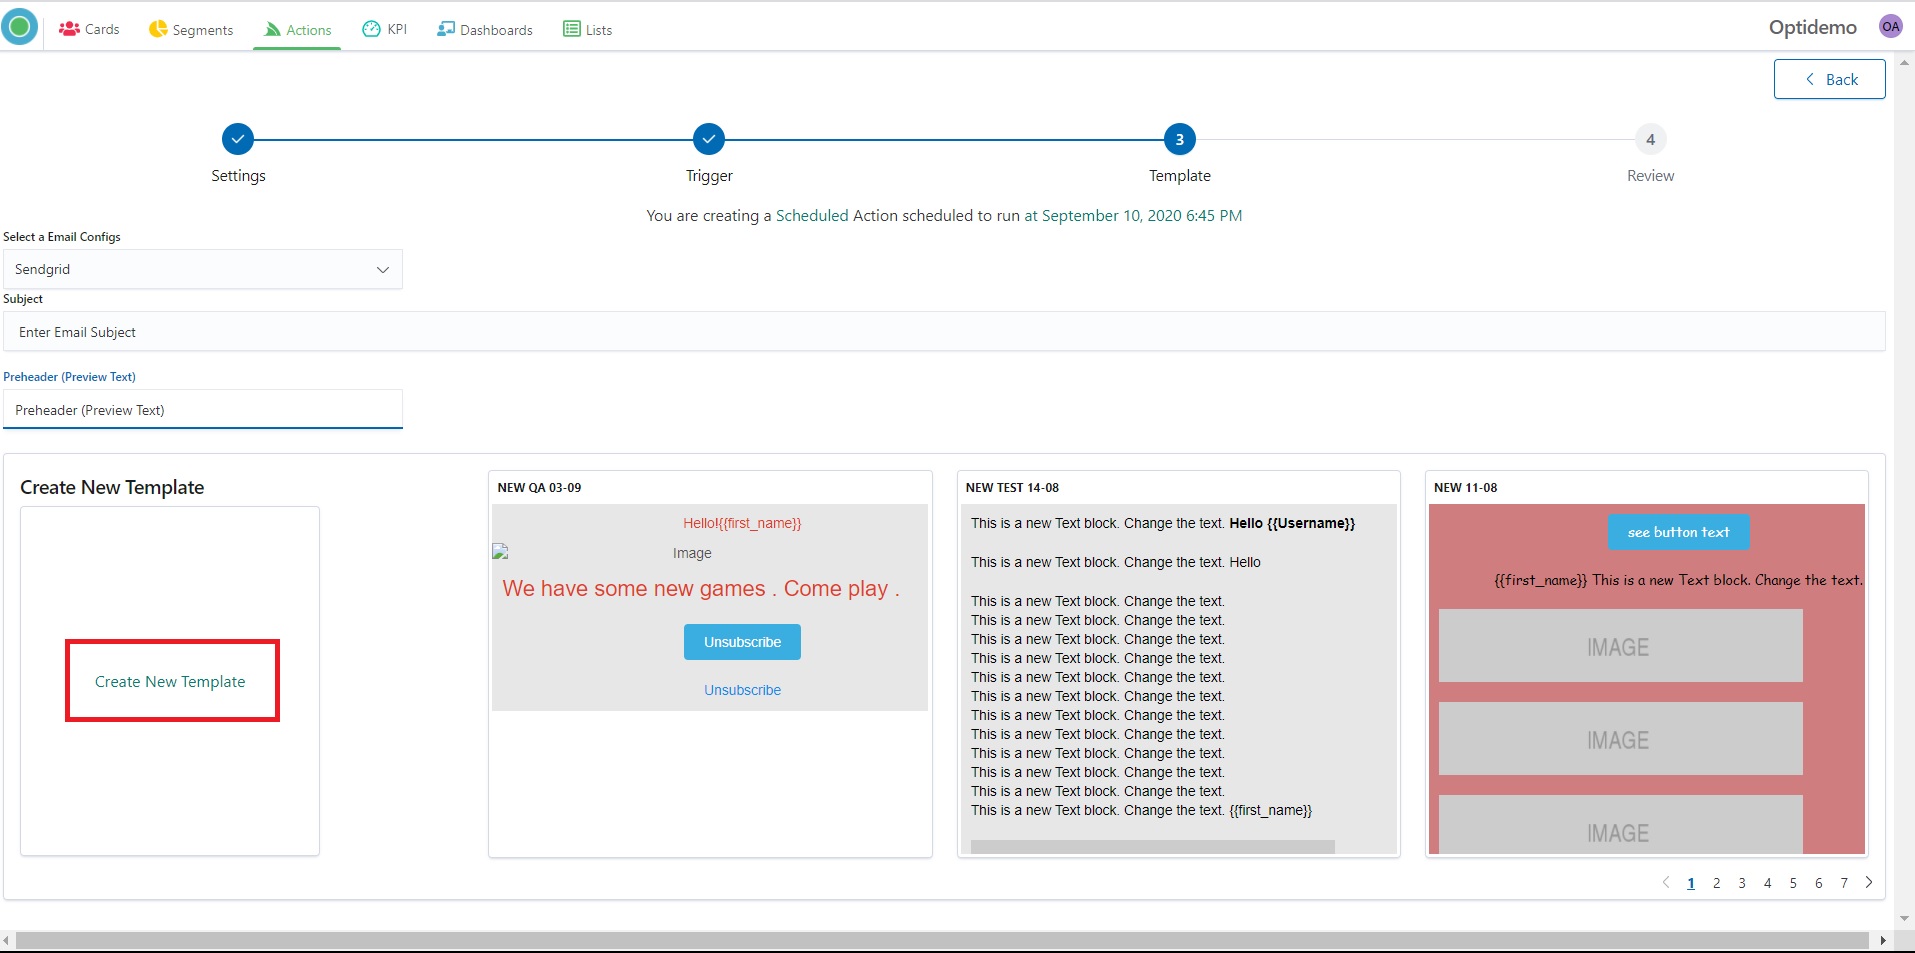 Cards
Segments
Actions
KPI
Dashboards
Lists
Optidemo
OA
Back
3
4
Settings
Trigger
Template
Review
You are creating a Scheduled Action scheduled to run at September 10, 2020 6:45 PM
Select a Email Configs
Sendgrid
Subject
Enter Email Subject
Preheader (Preview Text)
Preheader (Preview Text)
Create New Template
Create New Template
NEW QA 03-09
Hello!{{first_name}}
Image
We have some new games . Come play .
Unsubscribe
Unsubscribe
NEW TEST 14-08
This is a new Text block. Change the text. Hello {{Username}}
This is a new Text block. Change the text. Hello
This is a new Text block. Change the text.
This is a new Text block. Change the text.
This is a new Text block. Change the text.
This is a new Text block. Change the text.
This is a new Text block. Change the text.
This is a new Text block. Change the text.
This is a new Text block. Change the text.
This is a new Text block. Change the text.
This is a new Text block. Change the text.
This is a new Text block. Change the text.
This is a new Text block. Change the text.
This is a new Text block. Change the text. {{first_name}}
NEW 11-08
see button text
{{first_name}} This is a new Text block. Change the text.
IMAGE
IMAGE
IMAGE
1 2 3 4 5 6 7